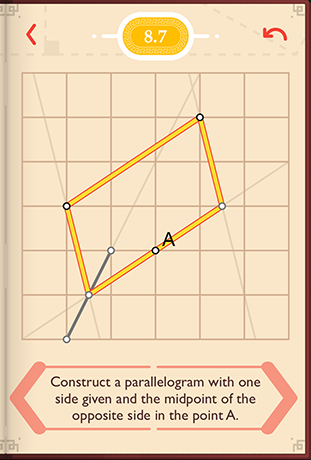 8.7
A
Construct a parallelogram with one
side given and the midpoint of the
opposite side in the point A.